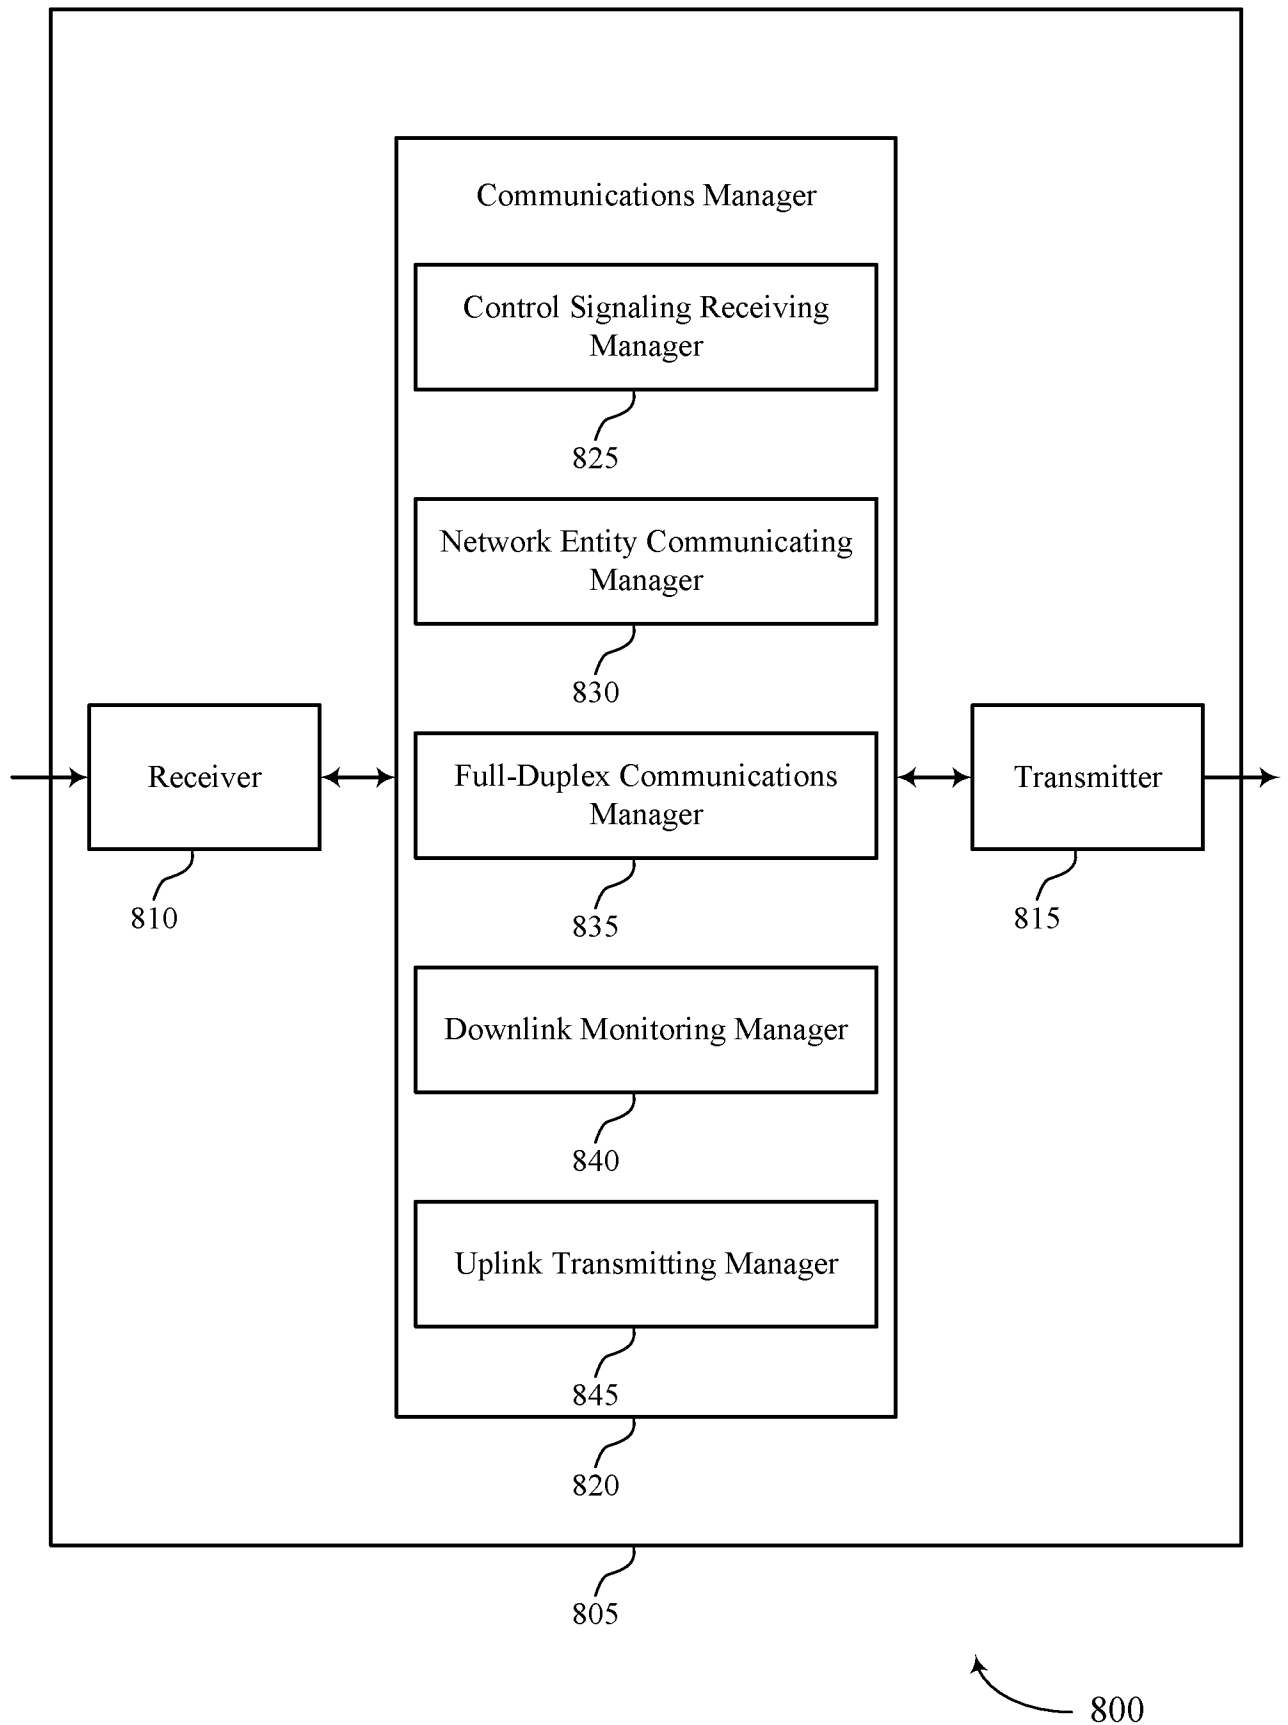 Communications Manager
Control Signaling Receiving
Manager
825
Network Entity Communicating
Manager
830
Receiver
810
Full-Duplex Communications
Manager
835
Transmitter
815
Downlink Monitoring Manager
840
Uplink Transmitting Manager
845
820
805
800